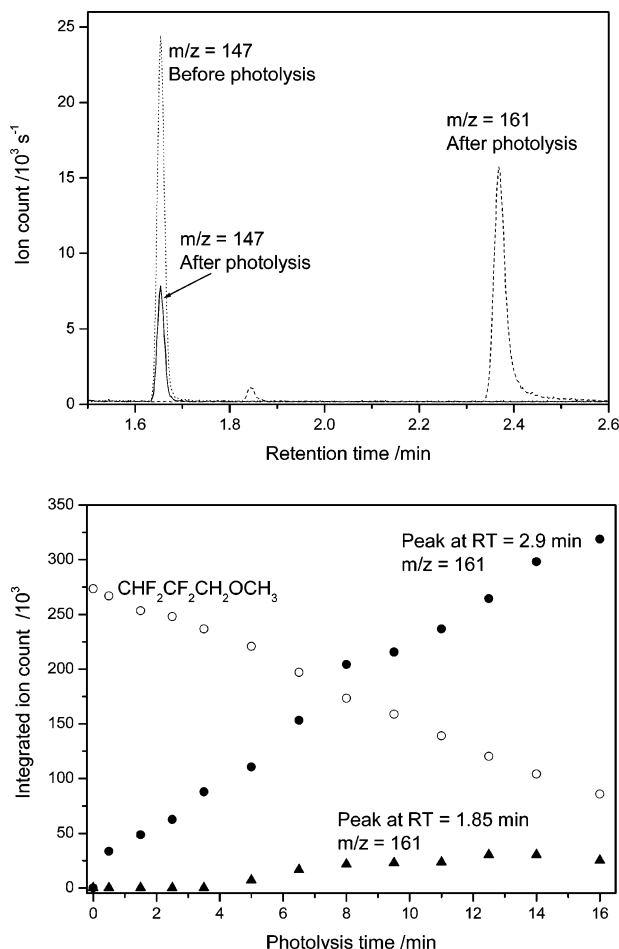 25
20
15
10
5
0
Ion count /10³ s⁻¹
m/z = 147
Before photolysis
m/z = 161
After photolysis
m/z = 147
After photolysis
1.6 1.8 2.0 2.2 2.4 2.6
Retention time /min
350
300
250
200
150
100
50
0
Integrated ion count /10³
Peak at RT = 2.9 min
m/z = 161
CHF₂CF₂CH₂OCH₃
Peak at RT = 1.85 min
m/z = 161
0 2 4 6 8 10 12 14 16
Photolysis time /min